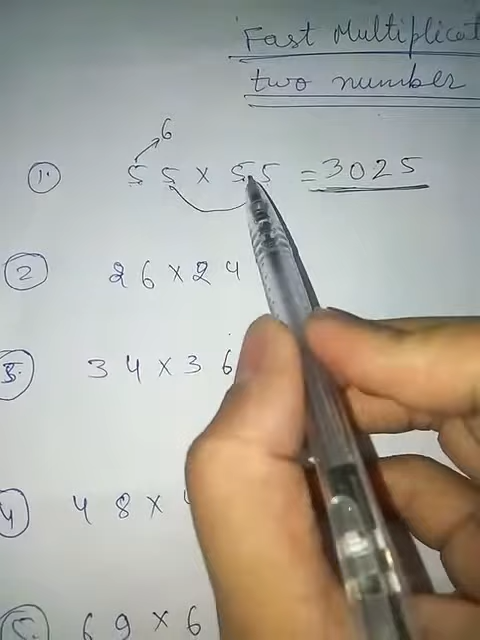 Fast Multiplicat
two number
6
1. 55 x 55 = 3025
2 26 x 24
3. 34 x 36
4 48 x
5. 69 x 6